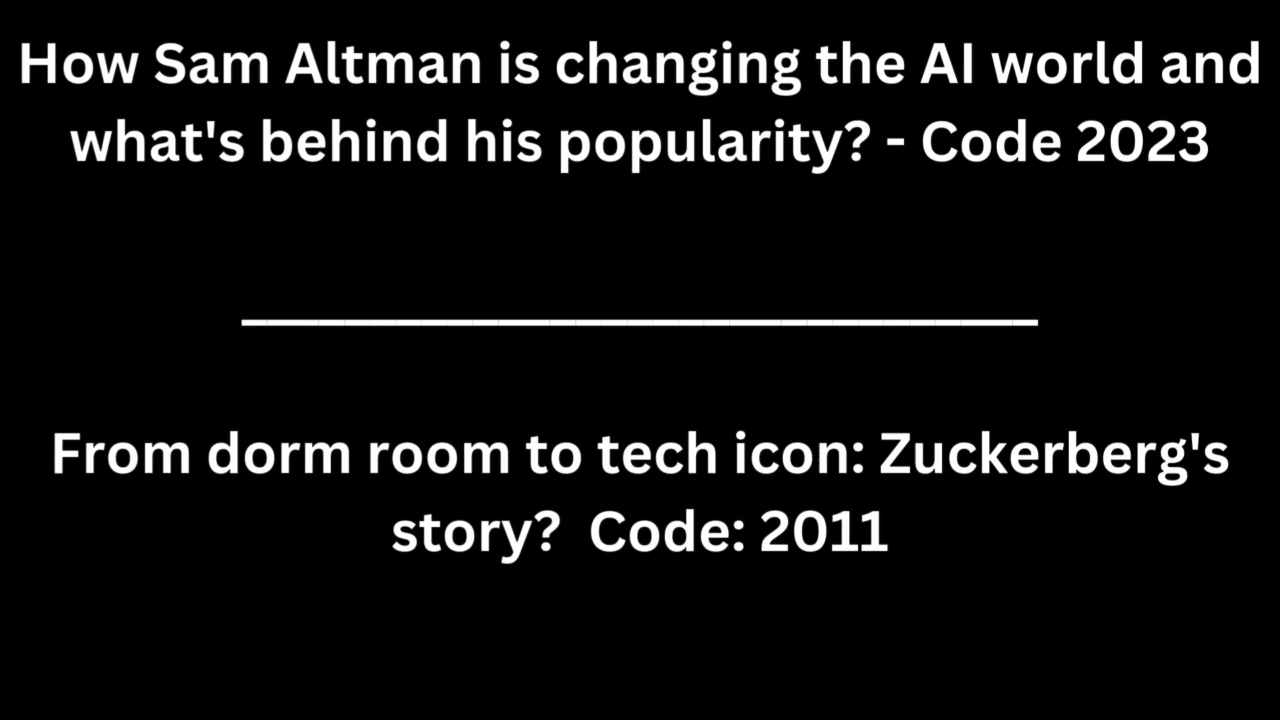 How Sam Altman is changing the AI world and
what's behind his popularity? - Code 2023
From dorm room to tech icon: Zuckerberg's
story? Code: 2011